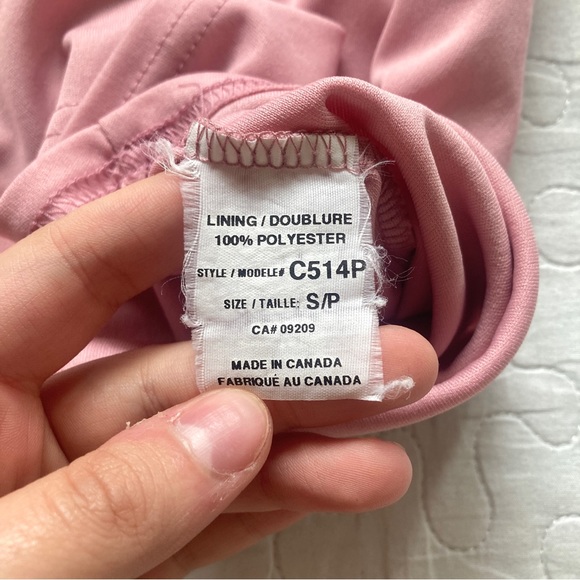 LINING / DOUBLURE
100% POLYESTER
STYLE / MODELE# C514P
SIZE / TAILLE: S/P
CA# 09209
MADE IN CANADA
FABRIQUÉ AU CANADA